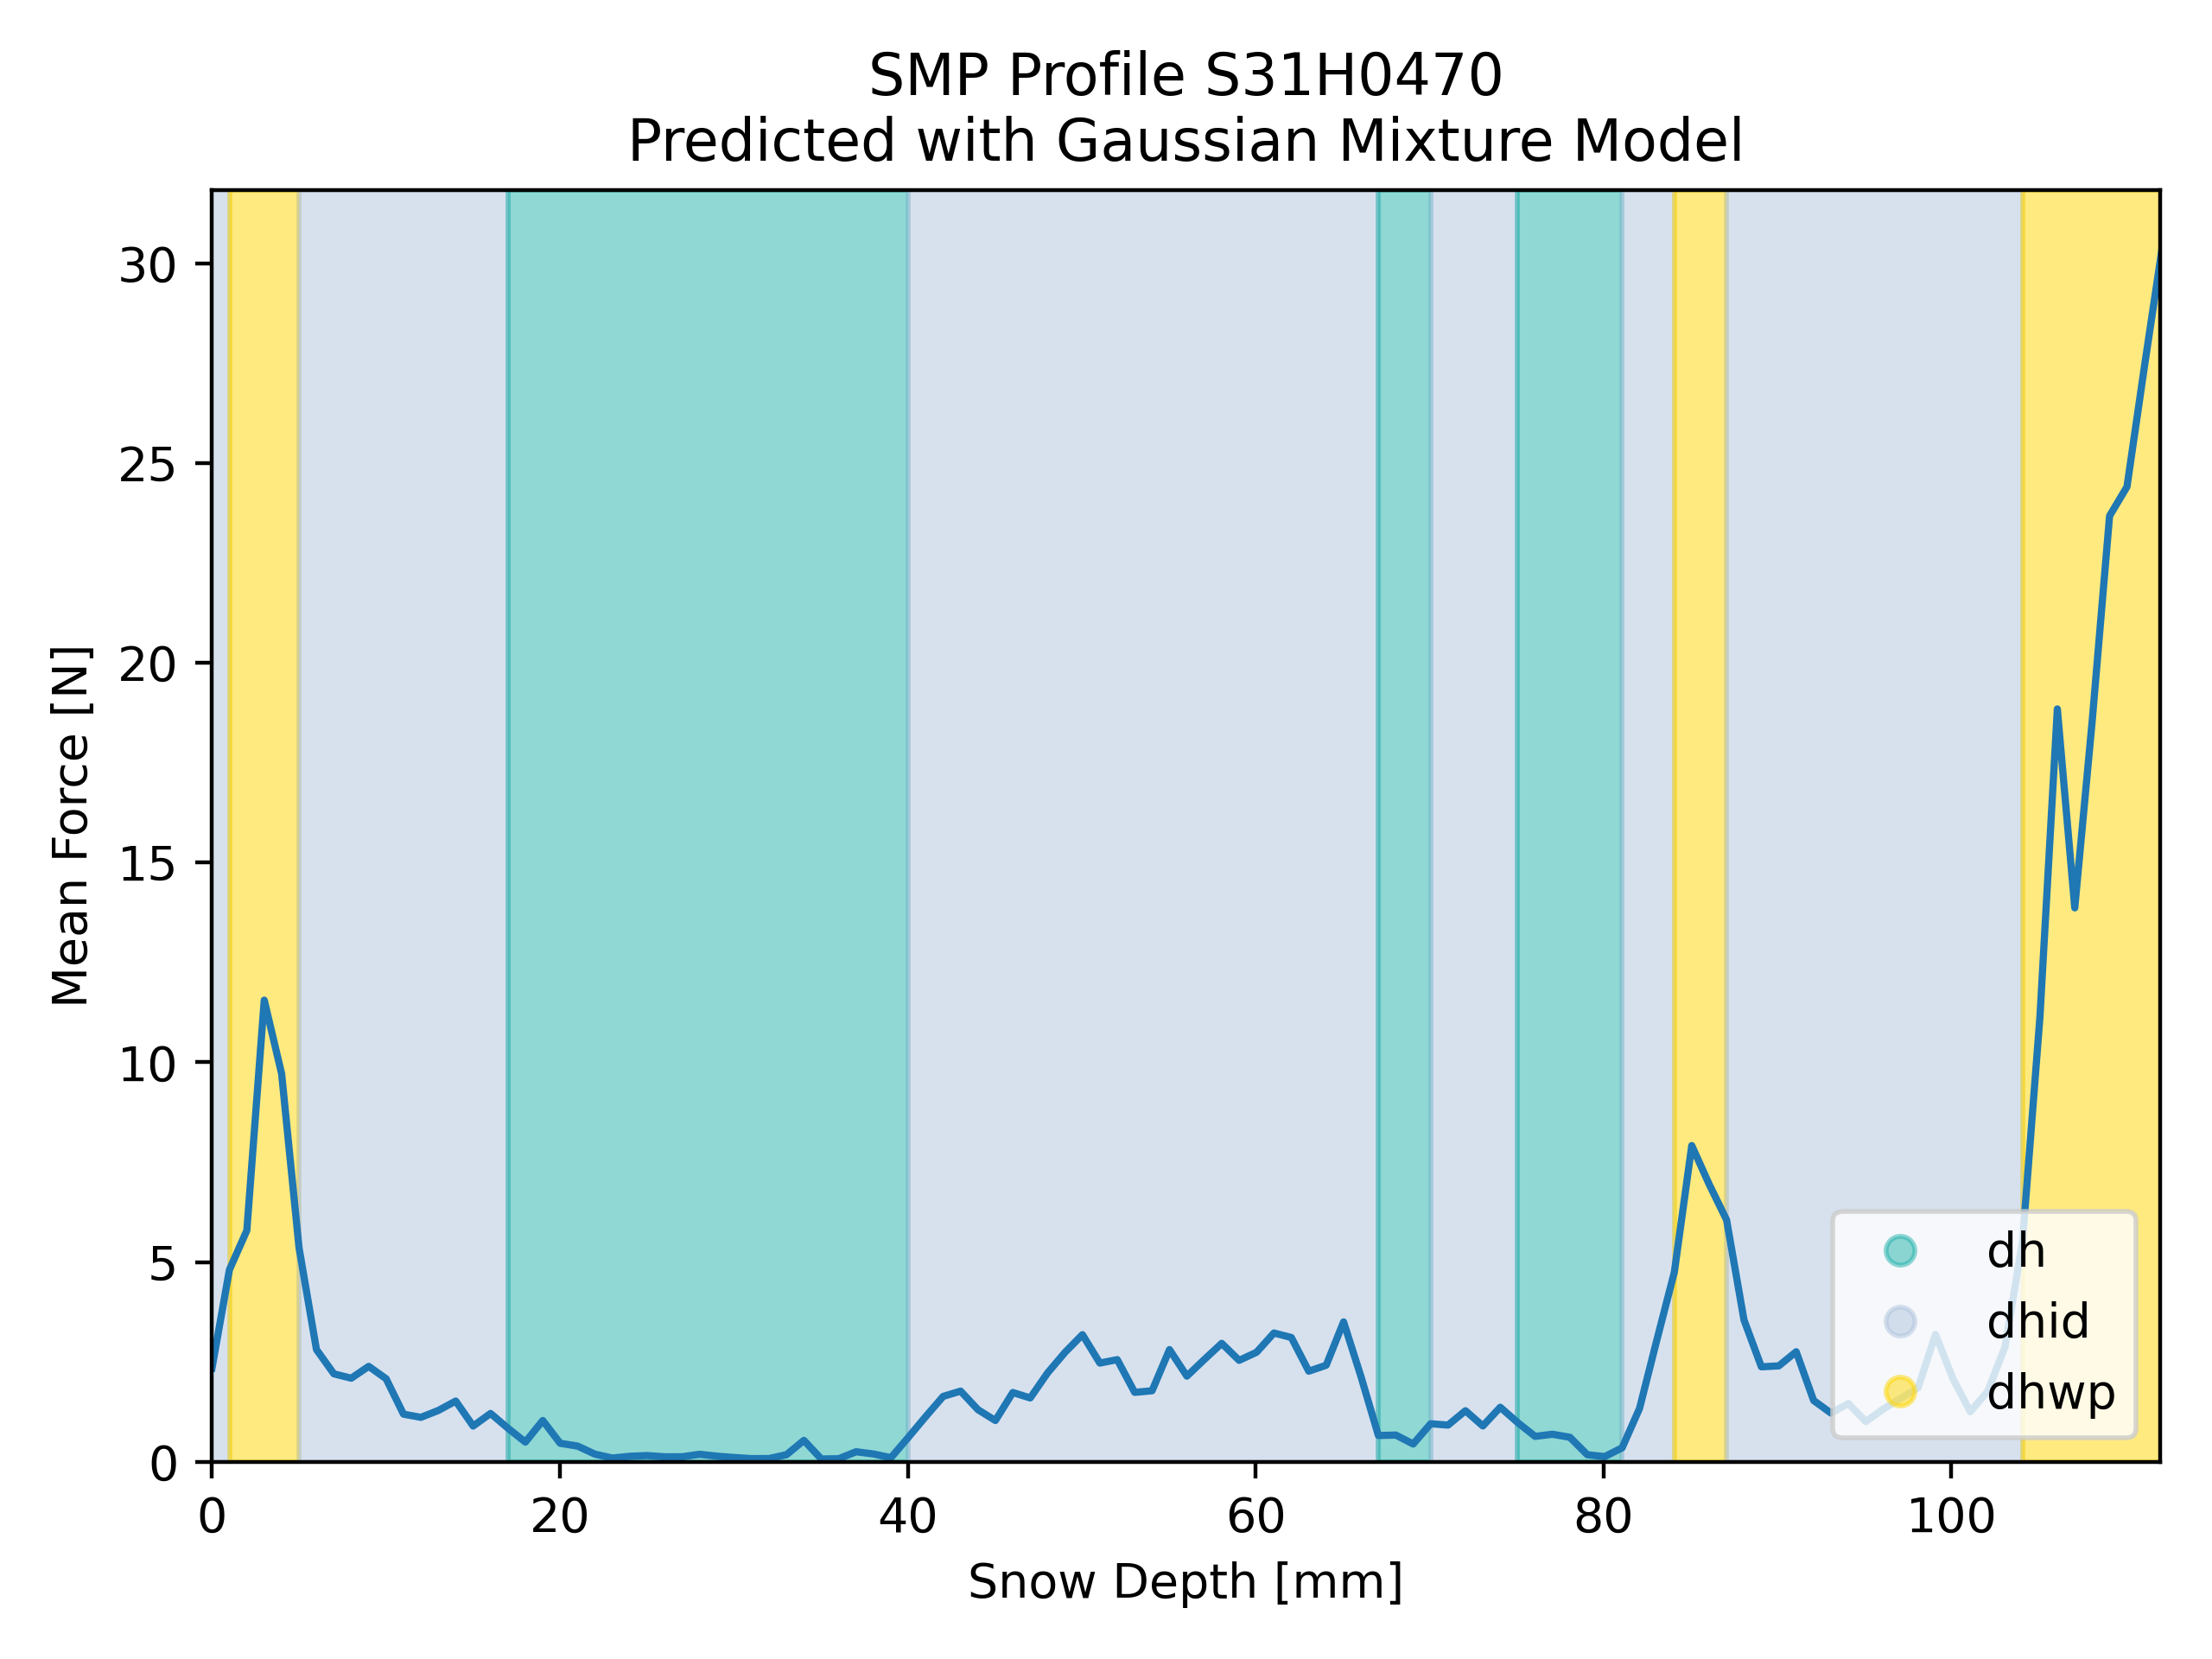 SMP Profile S31H0470
Predicted with Gaussian Mixture Model
30
25
20
15
10
5
0
Mean Force [N]
dh
dhid
dhwp
0 20 40 60 80 100
Snow Depth [mm]